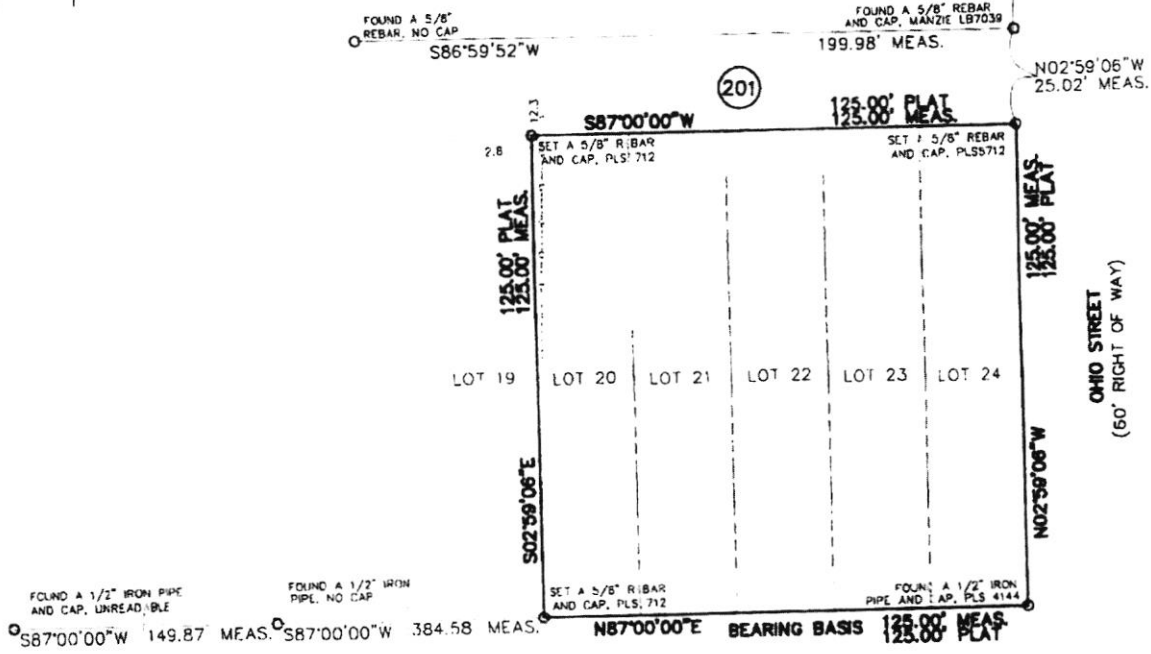 FOUND A 5/8"
REBAR, NO CAP
S86°59'52"W
FOUND A 5/8" REBAR
AND CAP, MANZIE LB7039
199.98' MEAS.
N02°59'06"W
25.02' MEAS.
201
12.3
S87°00'00"W
125.00' PLAT
125.00' MEAS.
2.8
SET A 5/8" REBAR
AND CAP, PLS5712
SET A 5/8" REBAR
AND CAP, PLS5712
125.00' PLAT
125.00' MEAS.
125.00' MEAS.
125.00' PLAT
OHIO STREET
(60' RIGHT OF WAY)
LOT 19
LOT 20
LOT 21
LOT 22
LOT 23
LOT 24
S02°59'06"E
N02°59'06"W
FOUND A 1/2" IRON PIPE
AND CAP, UNREADABLE
FOUND A 1/2" IRON
PIPE, NO CAP
SET A 5/8" REBAR
AND CAP, PLS5712
FOUND A 1/2" IRON
PIPE AND CAP, PLS 4144
S87°00'00"W 149.87 MEAS.
S87°00'00"W 384.58 MEAS.
N87°00'00"E BEARING BASIS
125.00' MEAS.
125.00' PLAT